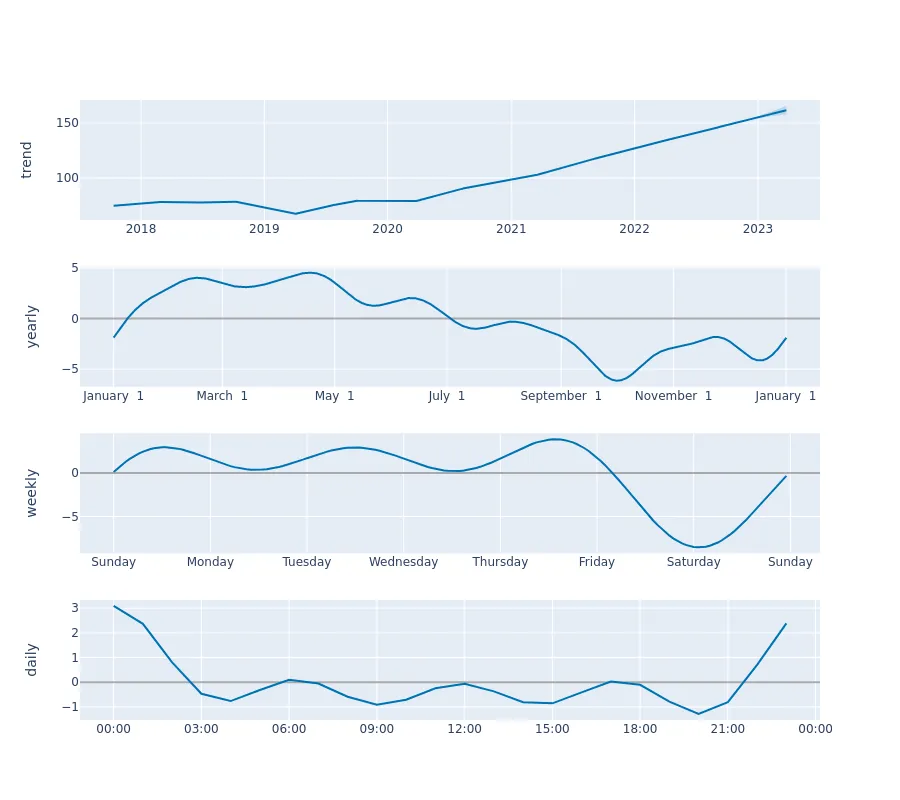 trend
150
100
2018 2019 2020 2021 2022 2023
yearly
5
0
−5
January 1 March 1 May 1 July 1 September 1 November 1 January 1
weekly
0
−5
Sunday Monday Tuesday Wednesday Thursday Friday Saturday Sunday
daily
3
2
1
0
−1
00:00 03:00 06:00 09:00 12:00 15:00 18:00 21:00 00:00